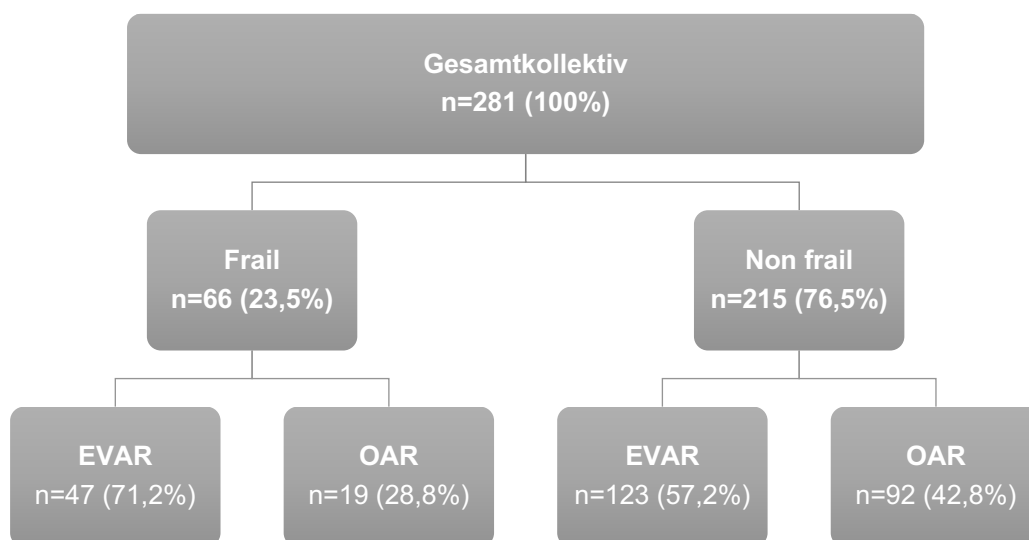 Gesamtkollektiv
n=281 (100%)
Frail
n=66 (23,5%)
Non frail
n=215 (76,5%)
EVAR
n=47 (71,2%)
OAR
n=19 (28,8%)
EVAR
n=123 (57,2%)
OAR
n=92 (42,8%)